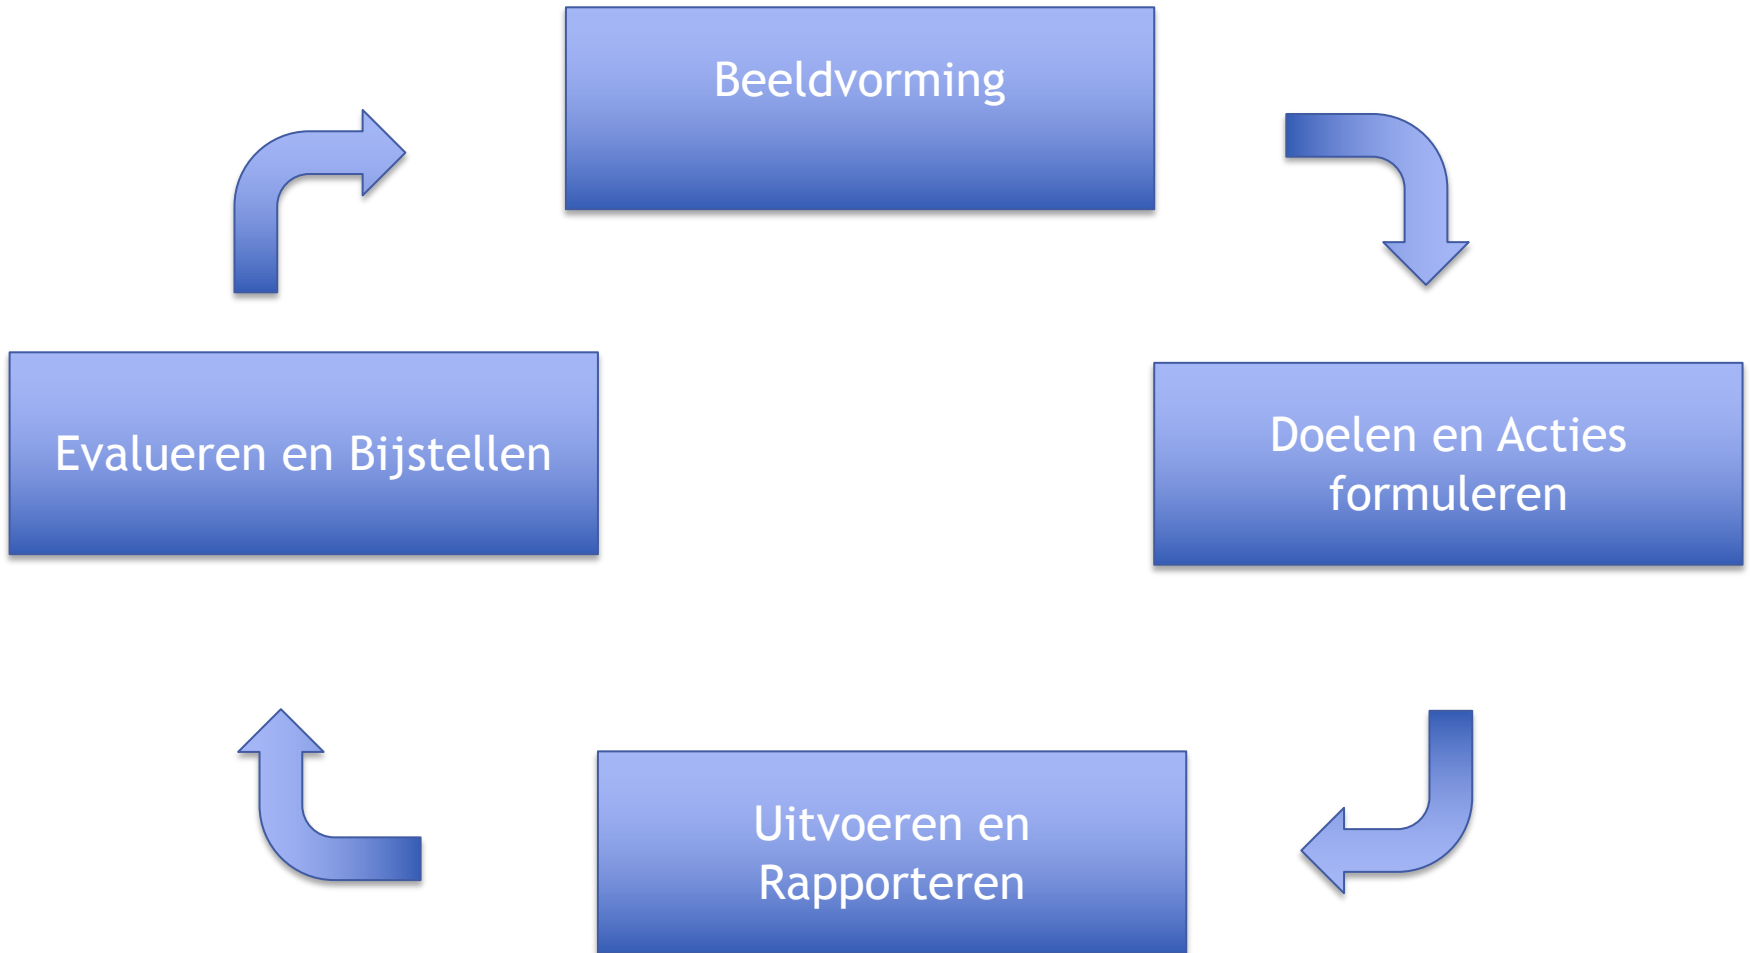 Beeldvorming
Evalueren en Bijstellen
Doelen en Acties
formuleren
Uitvoeren en
Rapporteren